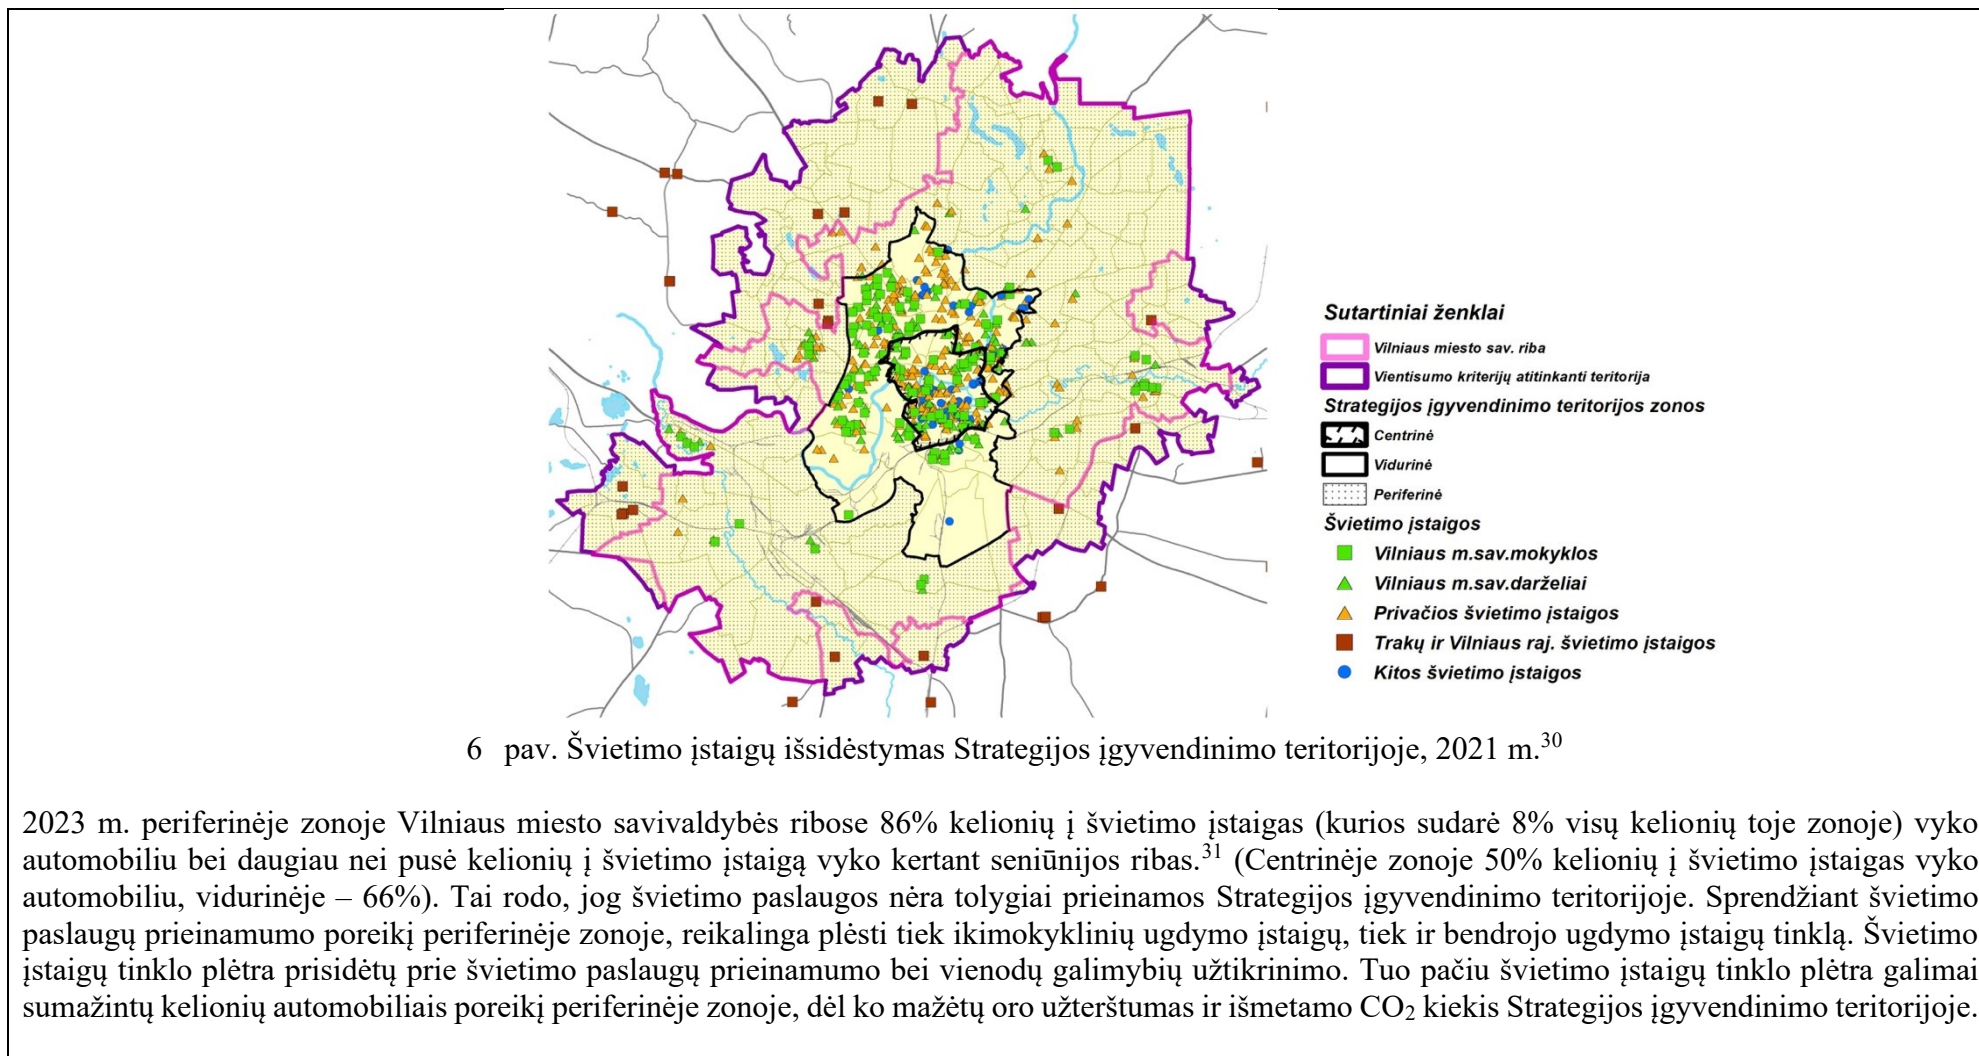 Sutartiniai ženklai
Vilniaus miesto sav. riba
Vientisumo kriterijų atitinkanti teritorija
Strategijos įgyvendinimo teritorijos zonos
Centrinė
Vidurinė
Periferinė
Švietimo įstaigos
Vilniaus m.sav.mokyklos
Vilniaus m.sav.darželiai
Privačios švietimo įstaigos
Trakų ir Vilniaus raj. švietimo įstaigos
Kitos švietimo įstaigos
6 pav. Švietimo įstaigų išsidėstymas Strategijos įgyvendinimo teritorijoje, 2021 m.30
2023 m. periferinėje zonoje Vilniaus miesto savivaldybės ribose 86% kelionių į švietimo įstaigas (kurios sudarė 8% visų kelionių toje zonoje) vyko
automobiliu bei daugiau nei pusė kelionių į švietimo įstaigą vyko kertant seniūnijos ribas.31 (Centrinėje zonoje 50% kelionių į švietimo įstaigas vyko
automobiliu, vidurinėje – 66%). Tai rodo, jog švietimo paslaugos nėra tolygiai prieinamos Strategijos įgyvendinimo teritorijoje. Sprendžiant švietimo
paslaugų prieinamumo poreikį periferinėje zonoje, reikalinga plėsti tiek ikimokyklinių ugdymo įstaigų, tiek ir bendrojo ugdymo įstaigų tinklą. Švietimo
įstaigų tinklo plėtra prisidėtų prie švietimo paslaugų prieinamumo bei vienodų galimybių užtikrinimo. Tuo pačiu švietimo įstaigų tinklo plėtra galimai
sumažintų kelionių automobiliais poreikį periferinėje zonoje, dėl ko mažėtų oro užterštumas ir išmetamo CO2 kiekis Strategijos įgyvendinimo teritorijoje.